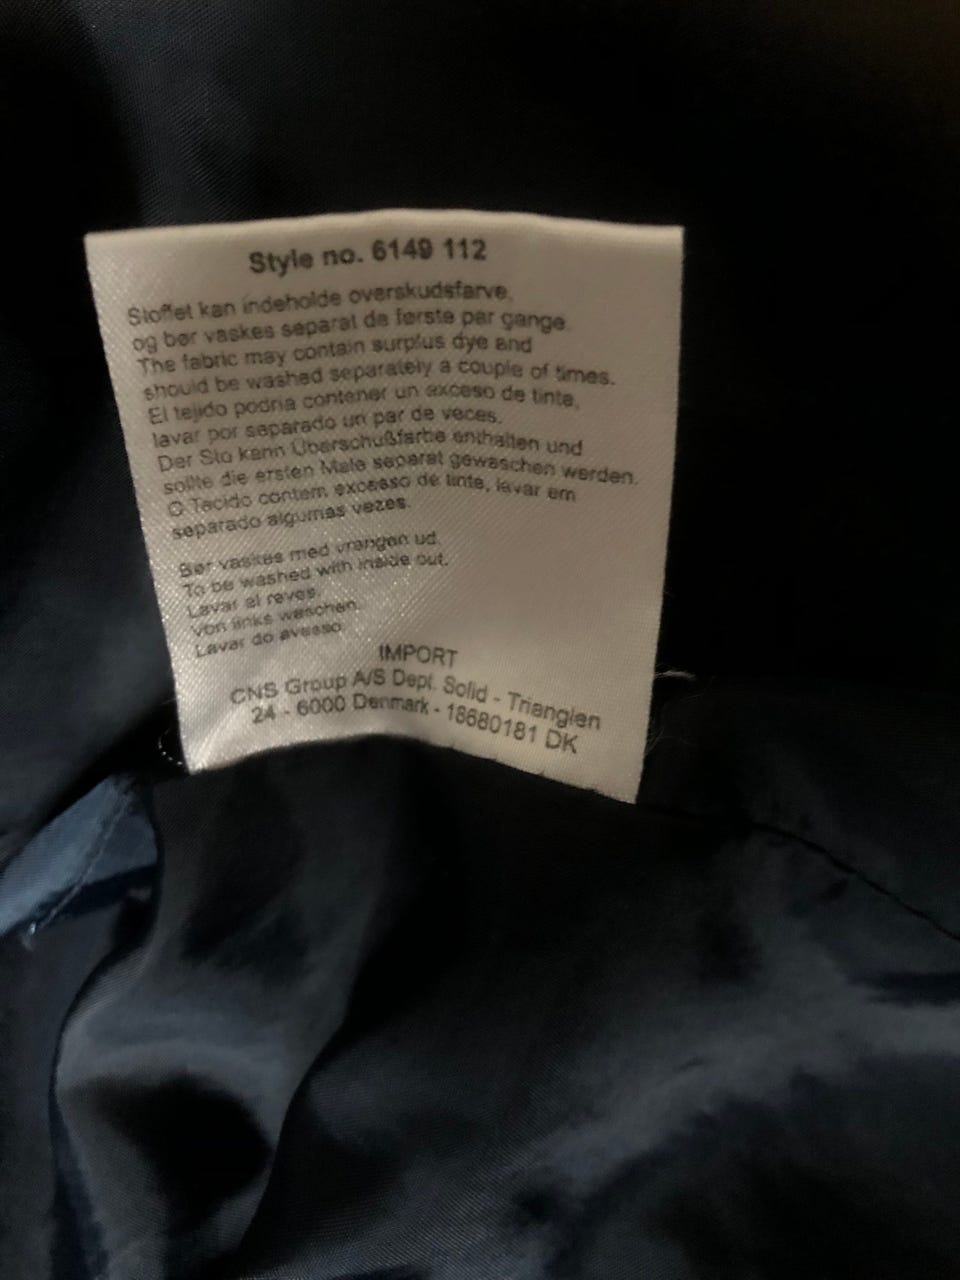 Style no. 6149 112
Stoffet kan indeholde overskudsfarve,
og bør vaskes separat de første par gange.
The fabric may contain surplus dye and
should be washed separately a couple of times.
El tejido podria contener un exceso de tinte,
lavar por separado un par de veces.
Der Sto kann Überschußfarbe enthalten und
sollte die ersten Male separat gewaschen werden.
O Tecido contem excesso de tinte, lavar em
separado algumas vezes.
Bør vaskes med vrangen ud.
To be washed with inside out.
Lavar al reves.
Von links waschen.
Lavar do avesso.
IMPORT
CNS Group A/S Dept. Solid - Trianglen
24 - 6000 Denmark - 18680181 DK